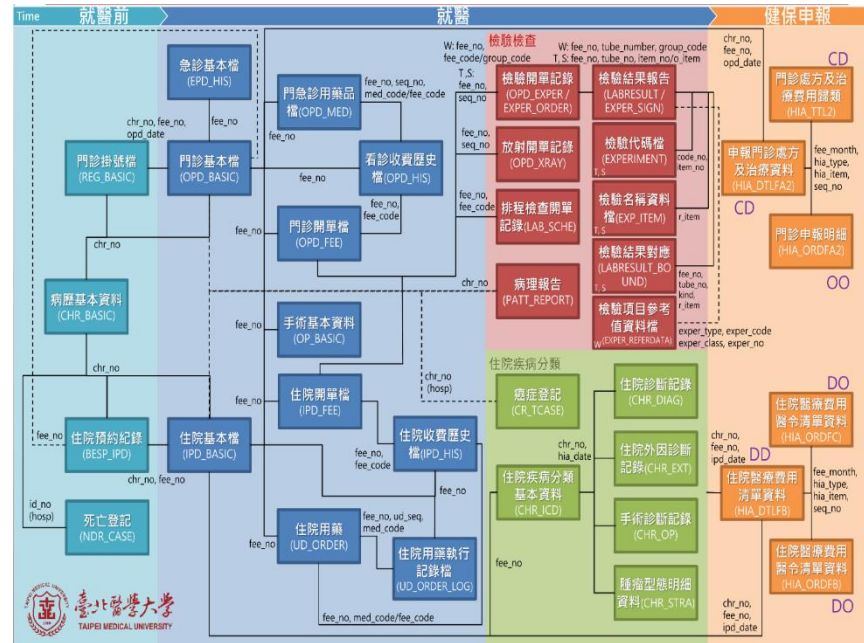 Time
就醫前
就醫
健保申報
急診基本檔
(EPD_HIS)
fee_no
chr_no, fee_no,
opd_date
門診掛號檔
(REG_BASIC)
門診基本檔
(OPD_BASIC)
chr_no
病歷基本資料
(CHR_BASIC)
chr_no
fee_no
住院預約紀錄
(BESP_IPD)
住院基本檔
(IPD_BASIC)
chr_no, fee_no
id_no
(hosp)
死亡登記
(NDR_CASE)
臺北醫學大學
TAIPEI MEDICAL UNIVERSITY
門急診用藥品
檔
(OPD_MED)
fee_no, seq_no,
med_code/fee_code
fee_no
看診收費歷史
檔(OPD_HIS)
fee_no
fee_no,
fee_code
門診開單檔
(OPD_FEE)
fee_no
手術基本資料
(OP_BASIC)
fee_no
chr_no
chr_no
(hosp)
住院開單檔
(IPD_FEE)
fee_no
fee_no,
fee_code
住院收費歷史
檔(IPD_HIS)
fee_no
住院用藥
(UD_ORDER)
fee_no
fee_no, ud_seq,
med_code
住院用藥執行
記錄檔
(UD_ORDER_LOG)
fee_no, med_code/fee_code
檢驗檢查
W: fee_no,
fee_code/group_code
T ,S:
fee_no,
seq_no
W: fee_no, tube_number, group_code
T, S: fee_no, tube_no, item_no/o_item
檢驗開單記錄
(OPD_EXPER /
EXPER_ORDER)
檢驗結果報告
(LABRESULT /
EXPER_SIGN)
fee_no,
seq_no
放射開單記錄
(OPD_XRAY)
檢驗代碼檔
(EXPERIMENT)
T, S
code_no,
item_no
fee_no,
fee_code
排程檢查開單
記錄(LAB_SCHE)
檢驗名稱資料
檔(EXP_ITEM)
T, S
r_item
病理報告
(PATT_REPORT)
檢驗結果對應
(LABRESULT_BO
UND)
T, S
fee_no,
tube_no,
kind,
r_item
檢驗項目參考
值資料檔
(EXPER_REFERDATA)
W
exper_type, exper_code
exper_class, exper_no
住院疾病分類
癌症登記
(CR_TCASE)
chr_no,
hia_date
住院疾病分類
基本資料
(CHR_ICD)
fee_no
住院診斷記錄
(CHR_DIAG)
住院外因診斷
記錄(CHR_EXT)
手術診斷記錄
(CHR_OP)
腫瘤型態明細
資料(CHR_STRA)
chr_no,
fee_no,
opd_date
CD
門診處方及治
療費用歸類
(HIA_TTL2)
申報門診處方
及治療資料
(HIA_DTLFA2)
CD
fee_month,
hia_type,
hia_item,
seq_no
門診申報明細
(HIA_ORDFA2)
OO
DO
住院醫療費用
醫令清單資料
(HIA_ORDFC)
chr_no,
fee_no,
ipd_date
DD
住院醫療費用
清單資料
(HIA_DTLFB)
fee_month,
hia_type,
hia_item,
seq_no
住院醫療費用
醫令清單資料
(HIA_ORDFB)
DO
chr_no,
fee_no,
ipd_date